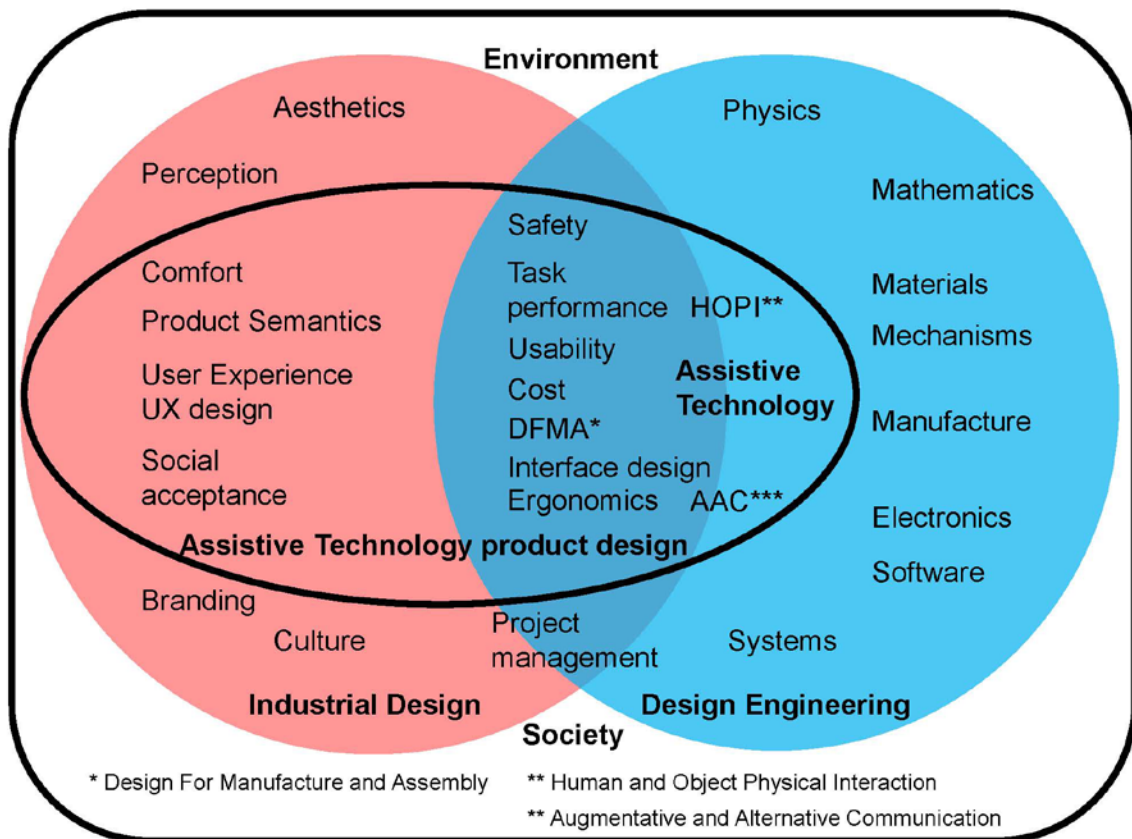 Environment
Aesthetics
Physics
Perception
Mathematics
Safety
Comfort
Task
performance
HOPI**
Materials
Product Semantics
Mechanisms
Usability
User Experience
UX design
Cost
Assistive
Technology
DFMA*
Manufacture
Social
acceptance
Interface design
Ergonomics
AAC***
Electronics
Assistive Technology product design
Software
Branding
Culture
Project
management
Systems
Industrial Design
Design Engineering
Society
* Design For Manufacture and Assembly
** Human and Object Physical Interaction
** Augmentative and Alternative Communication